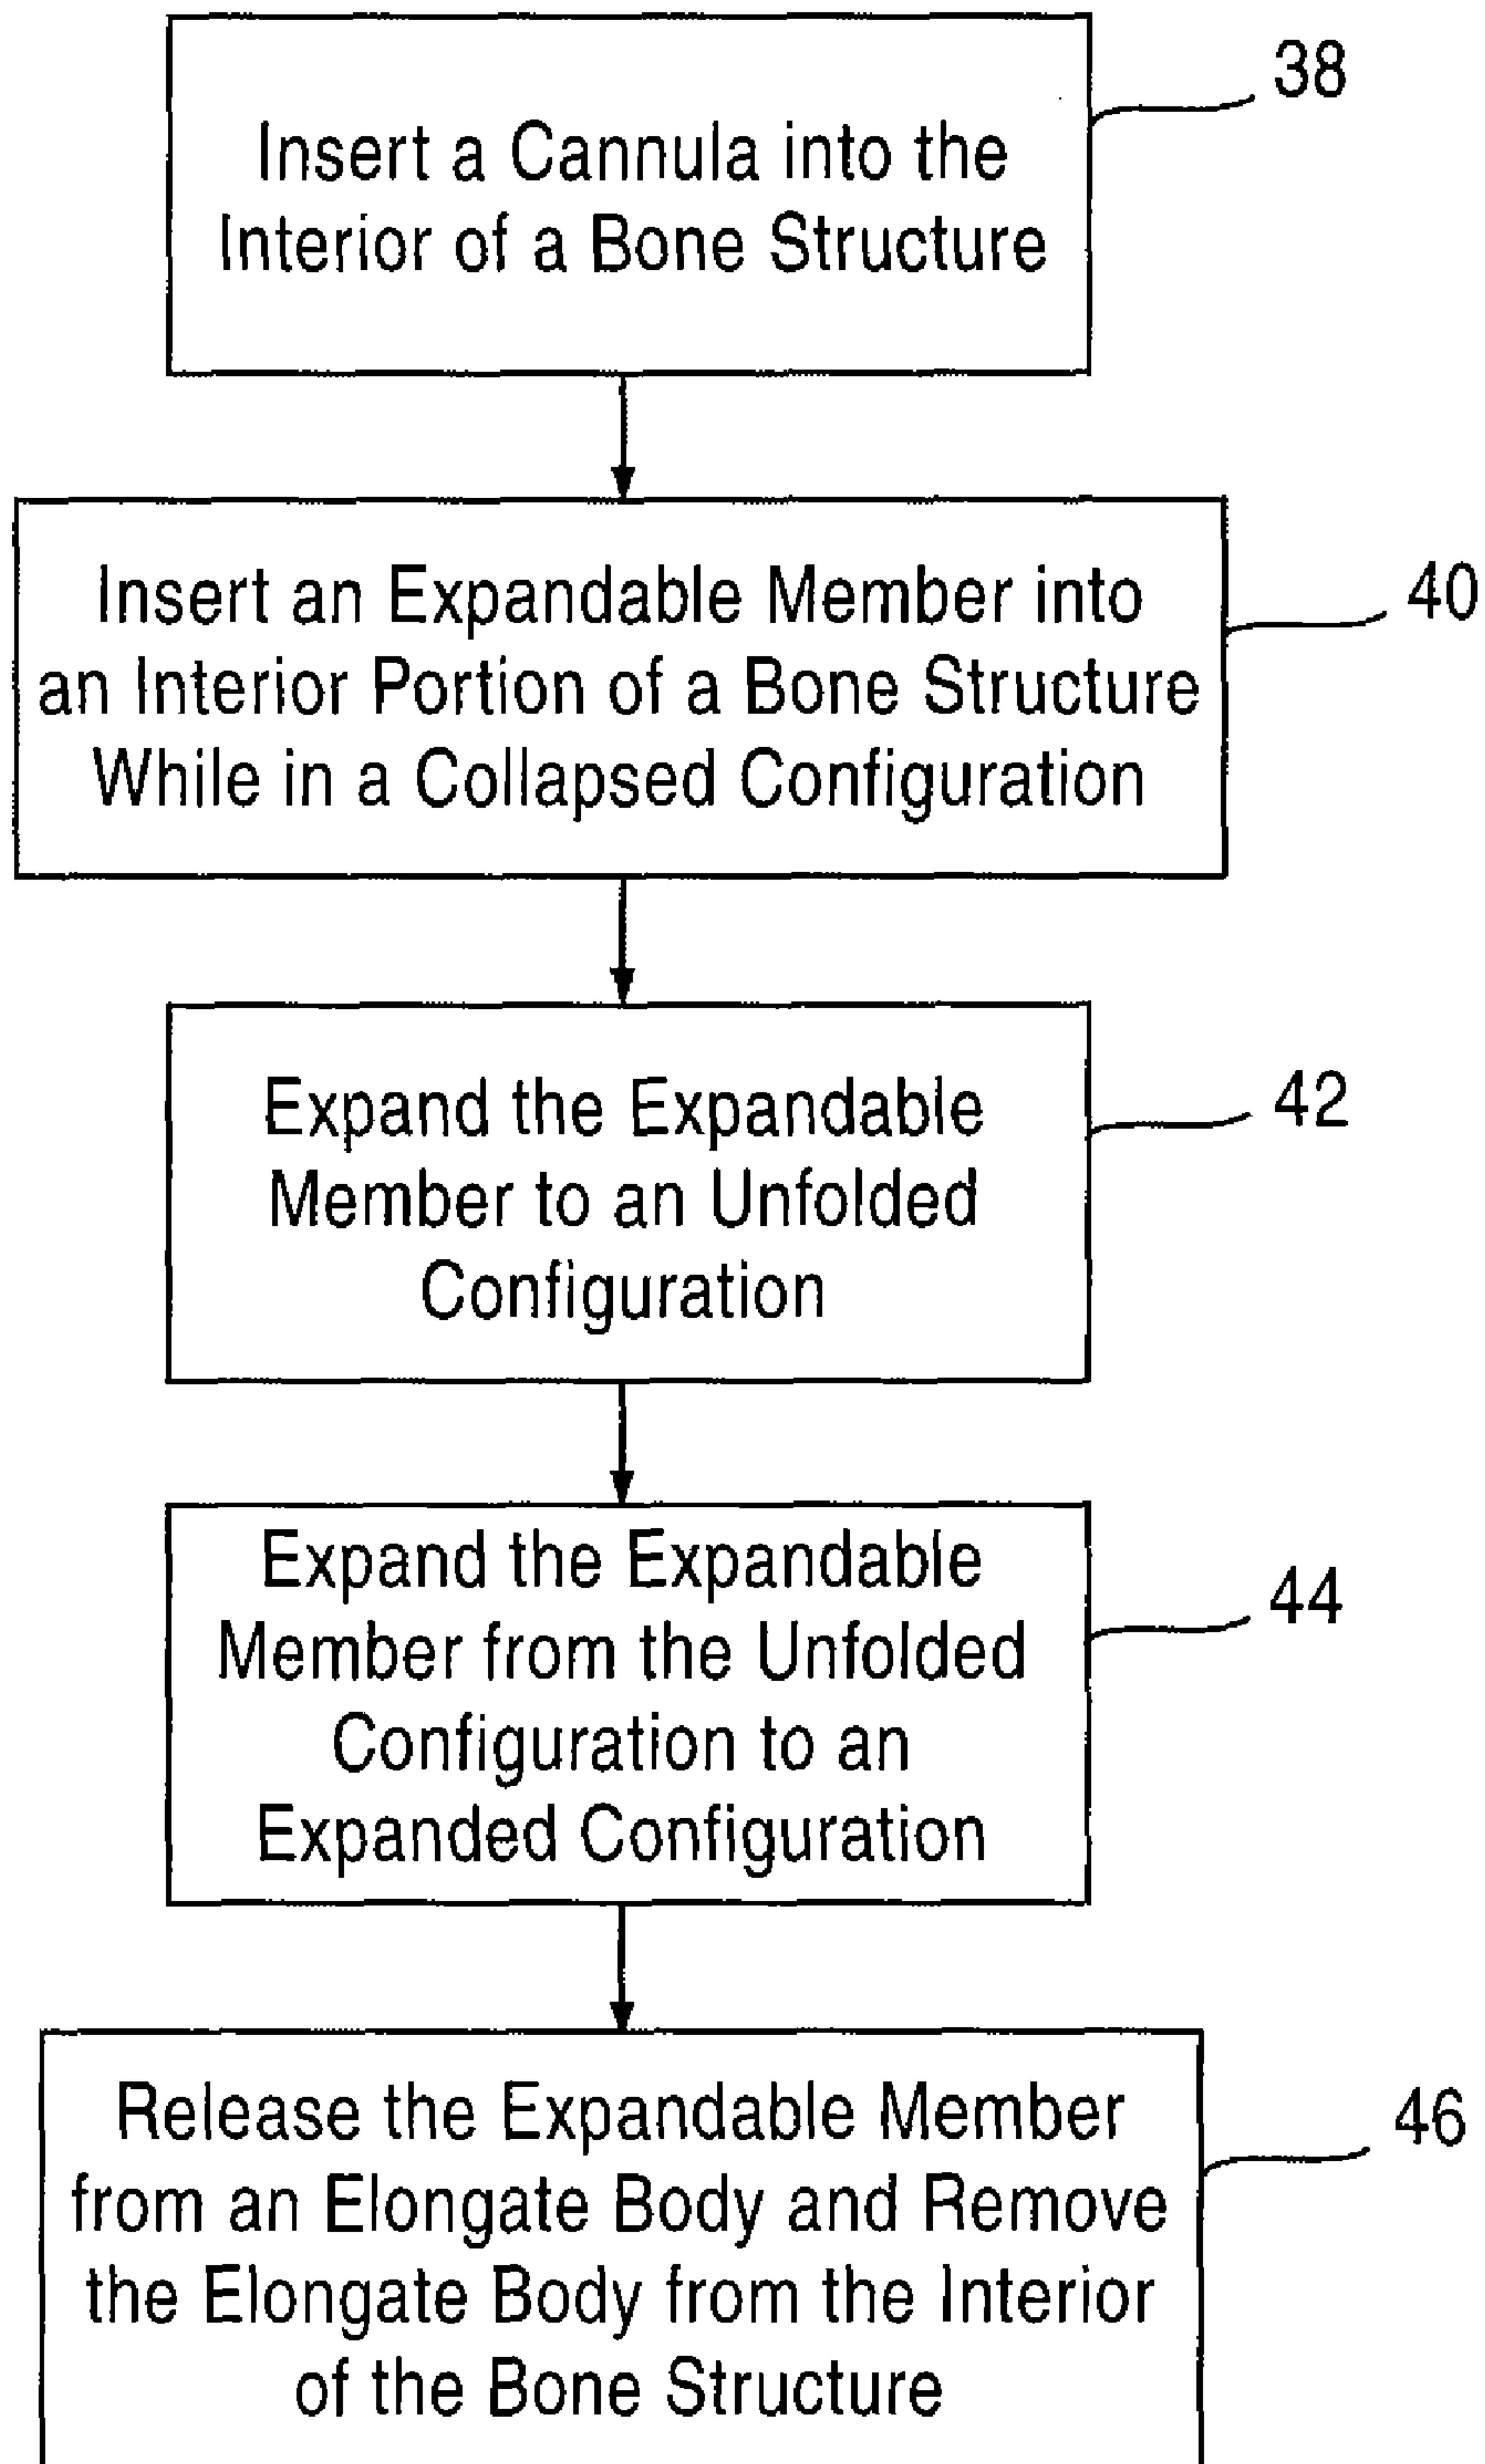 38
Insert a Cannula into the
Interior of a Bone Structure
40
Insert an Expandable Member into
an Interior Portion of a Bone Structure
While in a Collapsed Configuration
42
Expand the Expandable
Member to an Unfolded
Configuration
44
Expand the Expandable
Member from the Unfolded
Configuration to an
Expanded Configuration
46
Release the Expandable Member
from an Elongate Body and Remove
the Elongate Body from the Interior
of the Bone Structure